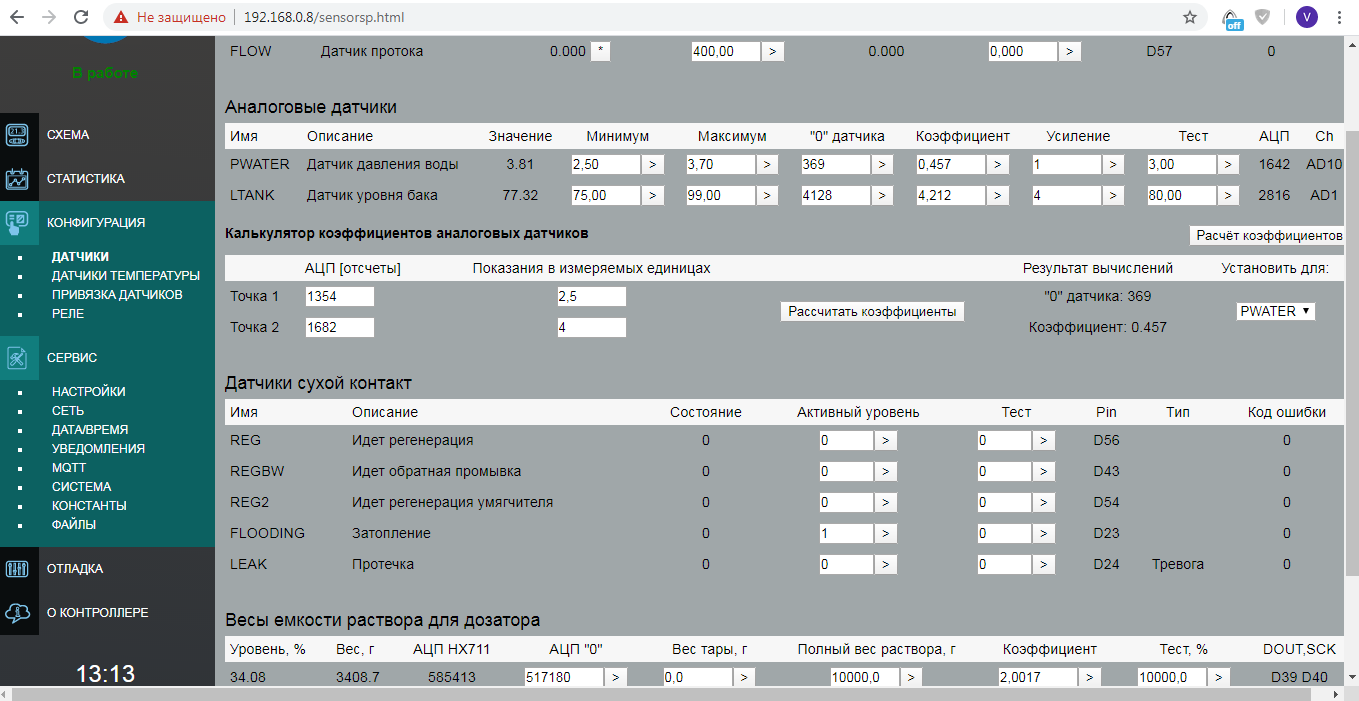 Не защищено 192.168.0.8/sensorsp.html off V
В работе
СХЕМА
СТАТИСТИКА
КОНФИГУРАЦИЯ
ДАТЧИКИ
ДАТЧИКИ ТЕМПЕРАТУРЫ
ПРИВЯЗКА ДАТЧИКОВ
РЕЛЕ
СЕРВИС
НАСТРОЙКИ
СЕТЬ
ДАТА/ВРЕМЯ
УВЕДОМЛЕНИЯ
MQTT
СИСТЕМА
КОНСТАНТЫ
ФАЙЛЫ
ОТЛАДКА
О КОНТРОЛЛЕРЕ
13:13
FLOW Датчик протока 0.000 * 400,00 > 0.000 0,000 > D57 0
Аналоговые датчики
Имя Описание Значение Минимум Максимум "0" датчика Коэффициент Усиление Тест АЦП Ch
PWATER Датчик давления воды 3.81 2,50 > 3,70 > 369 > 0,457 > 1 > 3,00 > 1642 AD10
LTANK Датчик уровня бака 77.32 75,00 > 99,00 > 4128 > 4,212 > 4 > 80,00 > 2816 AD1
Калькулятор коэффициентов аналоговых датчиков Расчёт коэффициентов
АЦП [отсчеты] Показания в измеряемых единицах Результат вычислений Установить для:
Точка 1 1354 2,5 "0" датчика: 369
Рассчитать коэффициенты PWATER ▼
Точка 2 1682 4 Коэффициент: 0.457
Датчики сухой контакт
Имя Описание Состояние Активный уровень Тест Pin Тип Код ошибки
REG Идет регенерация 0 0 > 0 > D56 0
REGBW Идет обратная промывка 0 0 > 0 > D43 0
REG2 Идет регенерация умягчителя 0 0 > 0 > D54 0
FLOODING Затопление 0 1 > 0 > D23 0
LEAK Протечка 0 0 > 0 > D24 Тревога 0
Весы емкости раствора для дозатора
Уровень, % Вес, г АЦП HX711 АЦП "0" Вес тары, г Полный вес раствора, г Коэффициент Тест, % DOUT,SCK
34.08 3408.7 585413 517180 > 0,0 > 10000,0 > 2,0017 > 10000,0 > D39 D40